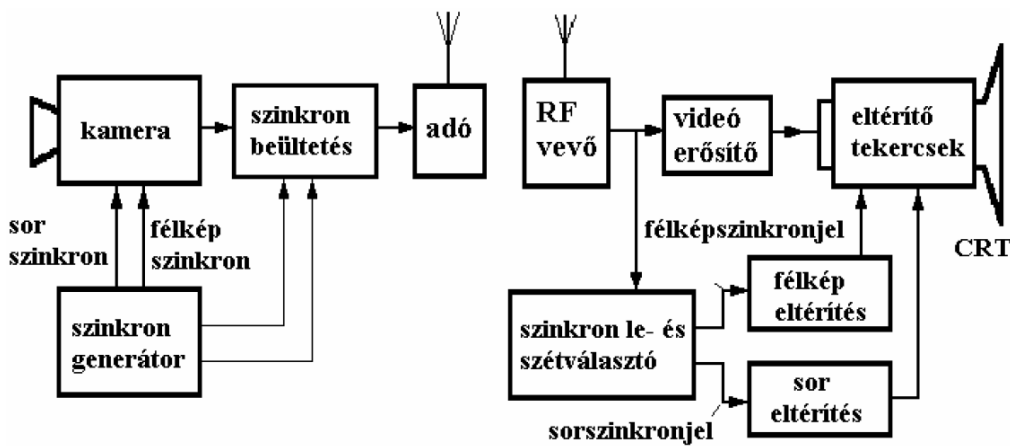 kamera
szinkron
beültetés
adó
sor
szinkron
félkép
szinkron
szinkron
generátor
RF
vevő
videó
erősítő
eltérítő
tekercsek
CRT
félképszinkronjel
félkép
eltérítés
szinkron le- és
szétválasztó
sor
eltérítés
sorszinkronjel